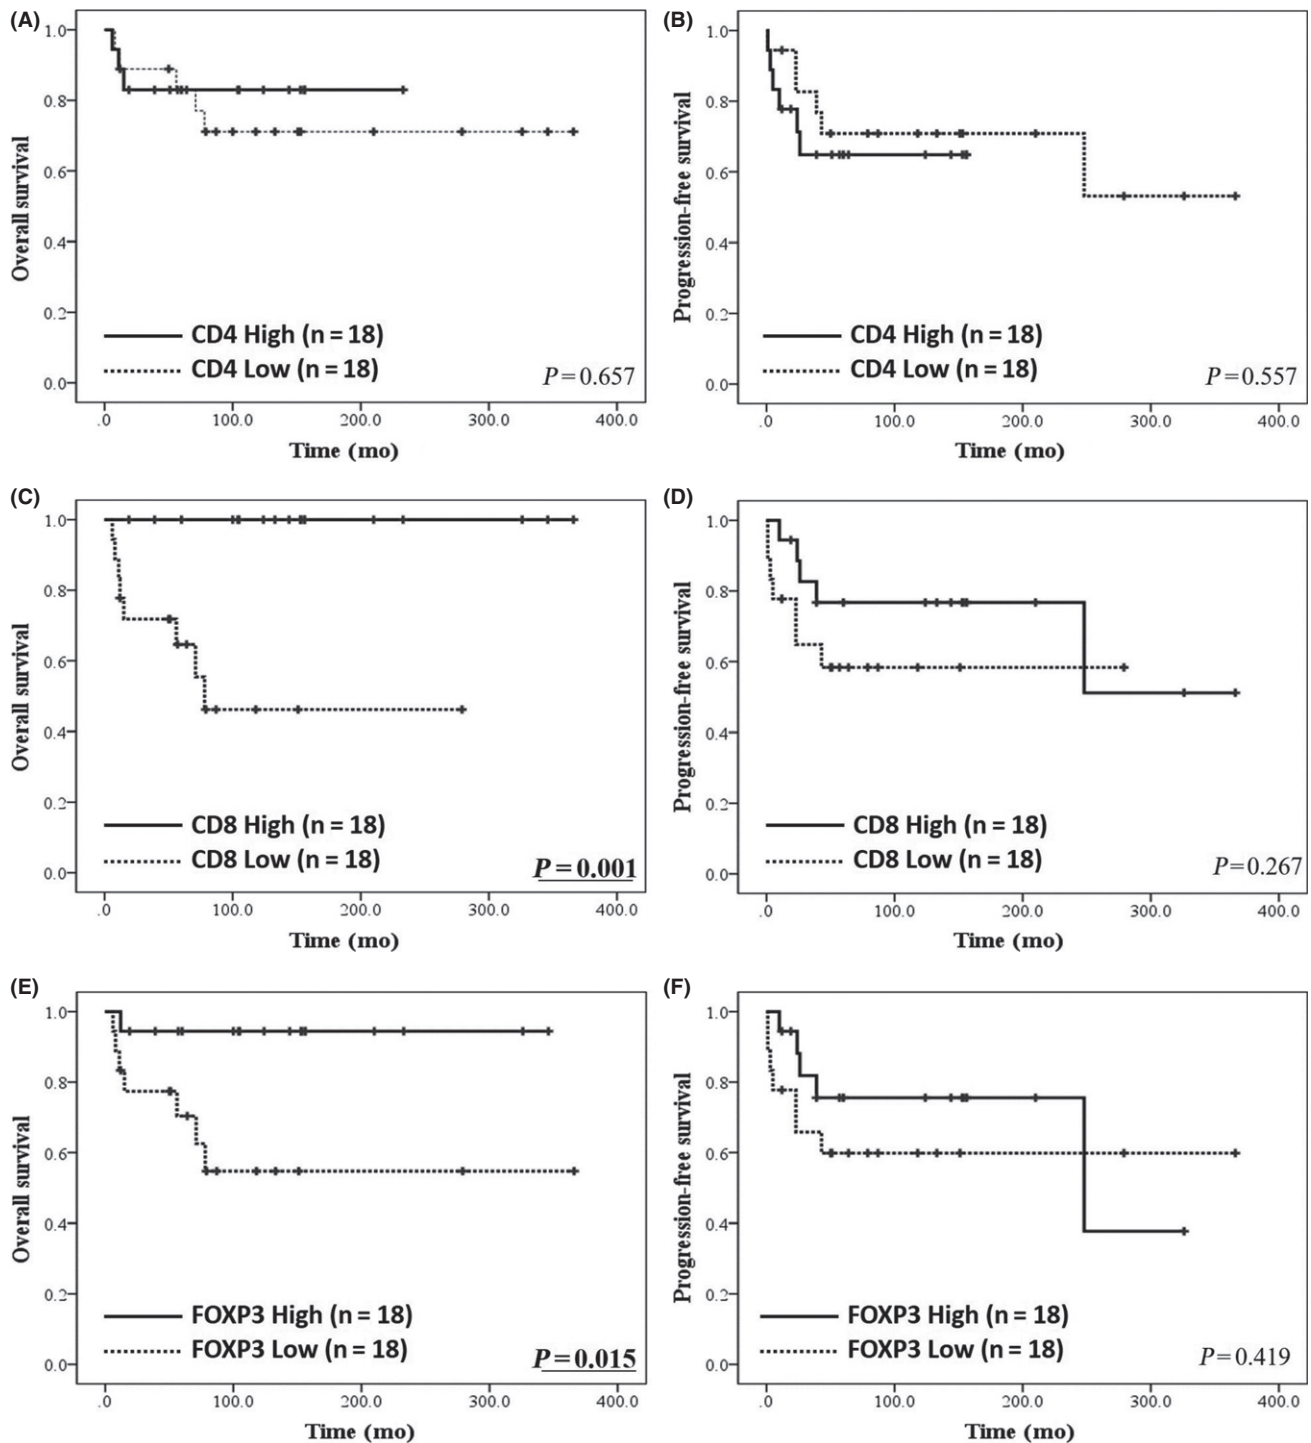 (A)
1.0
0.8
0.6
0.4
0.2
0.0
Overall survival
CD4 High (n = 18)
CD4 Low (n = 18)
P = 0.657
.0 100.0 200.0 300.0 400.0
Time (mo)
(B)
1.0
0.8
0.6
0.4
0.2
0.0
Progression-free survival
CD4 High (n = 18)
CD4 Low (n = 18)
P = 0.557
.0 100.0 200.0 300.0 400.0
Time (mo)
(C)
1.0
0.8
0.6
0.4
0.2
0.0
Overall survival
CD8 High (n = 18)
CD8 Low (n = 18)
P = 0.001
.0 100.0 200.0 300.0 400.0
Time (mo)
(D)
1.0
0.8
0.6
0.4
0.2
0.0
Progression-free survival
CD8 High (n = 18)
CD8 Low (n = 18)
P = 0.267
.0 100.0 200.0 300.0 400.0
Time (mo)
(E)
1.0
0.8
0.6
0.4
0.2
0.0
Overall survival
FOXP3 High (n = 18)
FOXP3 Low (n = 18)
P = 0.015
.0 100.0 200.0 300.0 400.0
Time (mo)
(F)
1.0
0.8
0.6
0.4
0.2
0.0
Progression-free survival
FOXP3 High (n = 18)
FOXP3 Low (n = 18)
P = 0.419
.0 100.0 200.0 300.0 400.0
Time (mo)